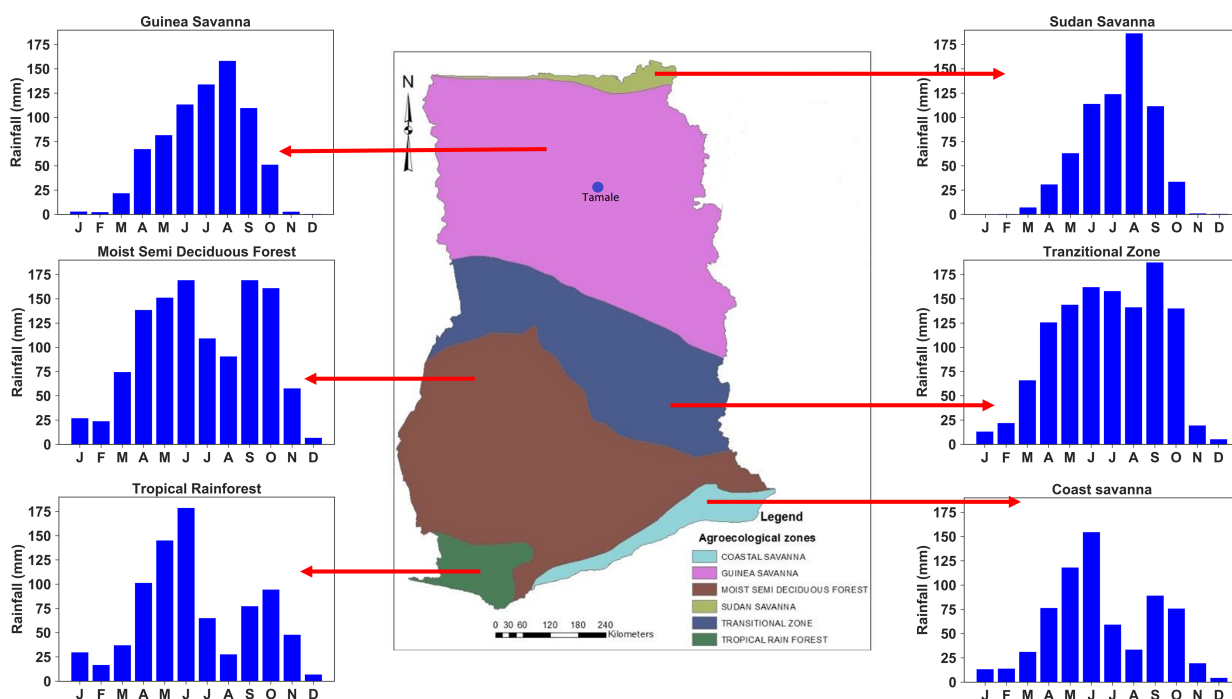 Guinea Savanna
Rainfall (mm)
175
150
125
100
75
50
25
0
J F M A M J J A S O N D
Moist Semi Deciduous Forest
Rainfall (mm)
175
150
125
100
75
50
25
0
J F M A M J J A S O N D
Tropical Rainforest
Rainfall (mm)
175
150
125
100
75
50
25
0
J F M A M J J A S O N D
N
Tamale
Legend
Agroecological zones
COASTAL SAVANNA
GUINEA SAVANNA
MOIST SEMI DECIDUOUS FOREST
SUDAN SAVANNA
TRANSITIONAL ZONE
TROPICAL RAIN FOREST
0 30 60 120 180 240
Kilometers
Sudan Savanna
Rainfall (mm)
175
150
125
100
75
50
25
0
J F M A M J J A S O N D
Tranzitional Zone
Rainfall (mm)
175
150
125
100
75
50
25
0
J F M A M J J A S O N D
Coast savanna
Rainfall (mm)
175
150
125
100
75
50
25
0
J F M A M J J A S O N D